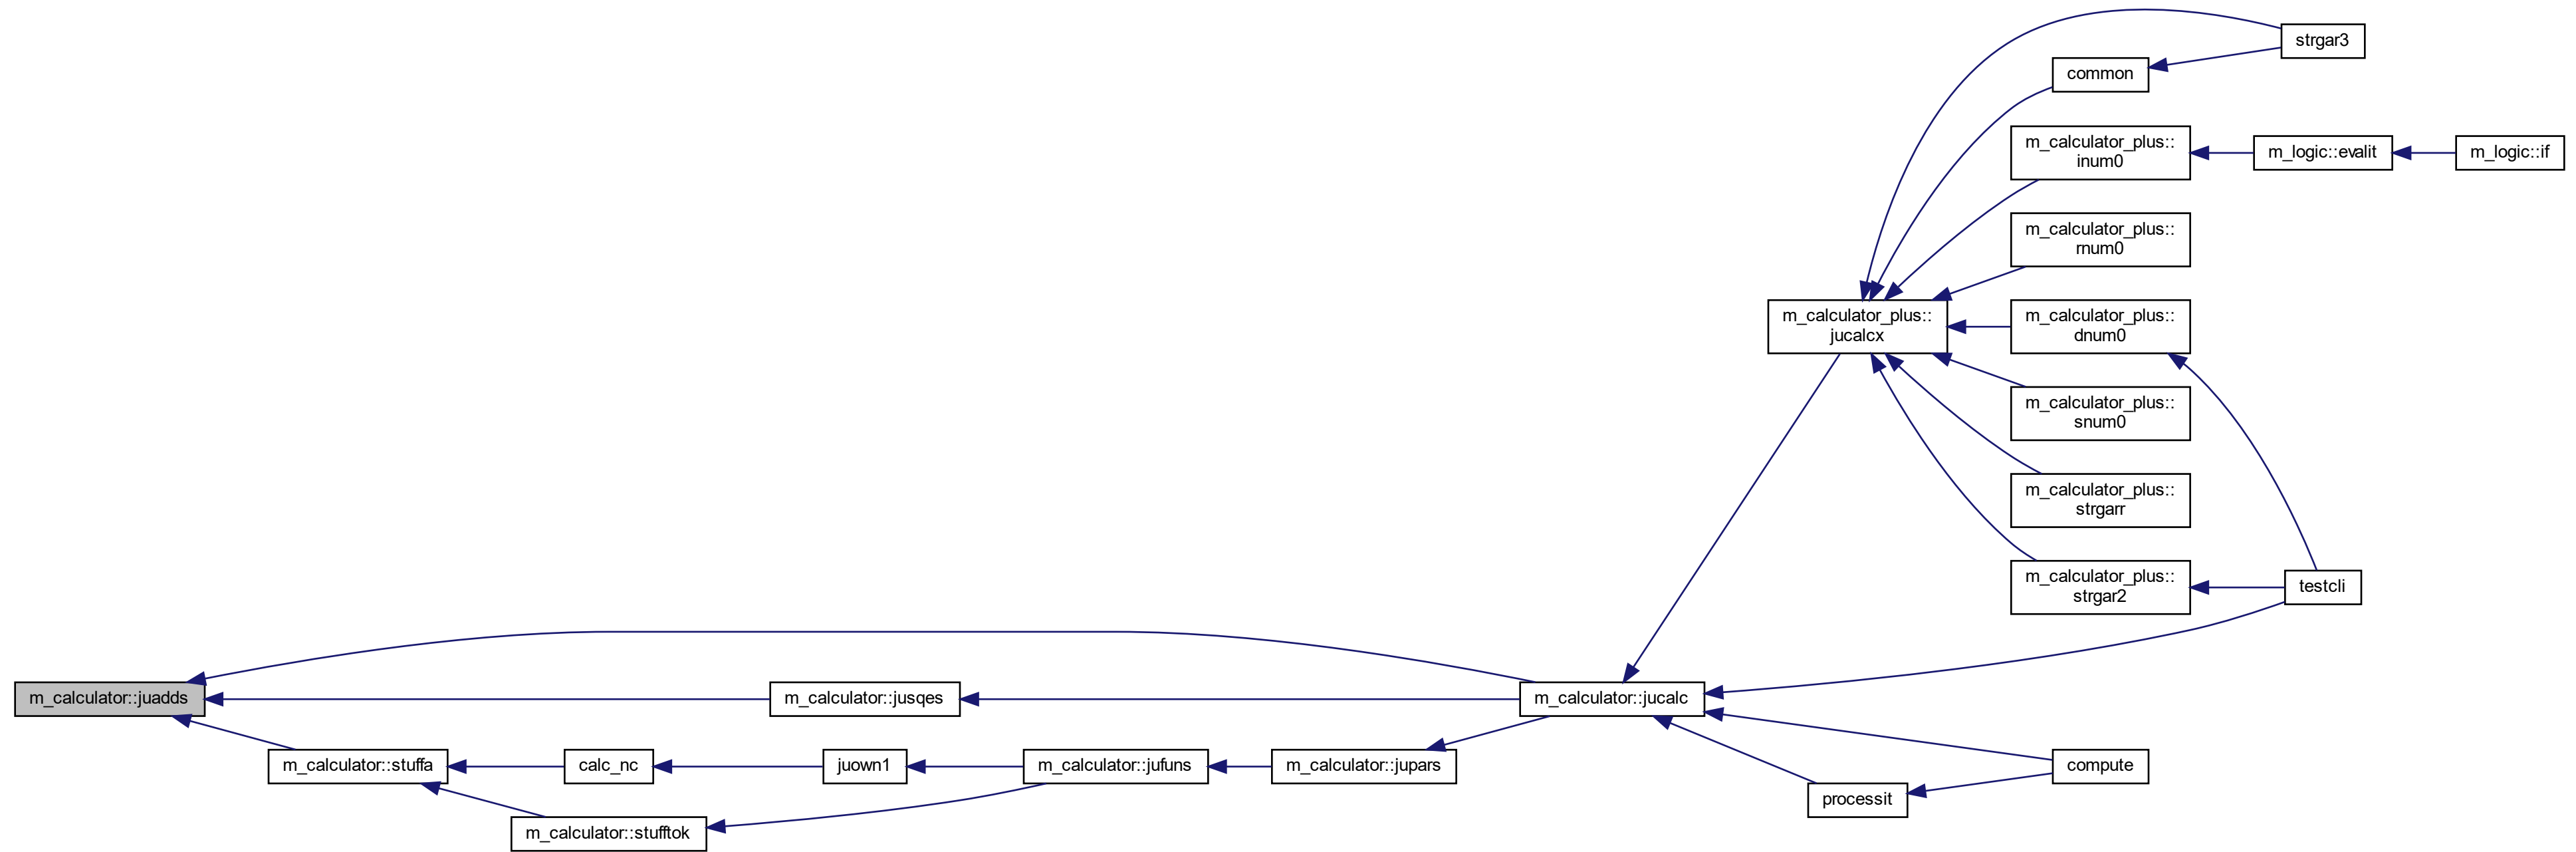 strgar3
common
m_calculator_plus::
inum0
m_logic::evalit
m_logic::if
m_calculator_plus::
rnum0
m_calculator_plus::
jucalcx
m_calculator_plus::
dnum0
m_calculator_plus::
snum0
m_calculator_plus::
strgarr
m_calculator_plus::
strgar2
testcli
m_calculator::juadds
m_calculator::jusqes
m_calculator::jucalc
m_calculator::stuffa
calc_nc
juown1
m_calculator::jufuns
m_calculator::jupars
compute
processit
m_calculator::stufftok